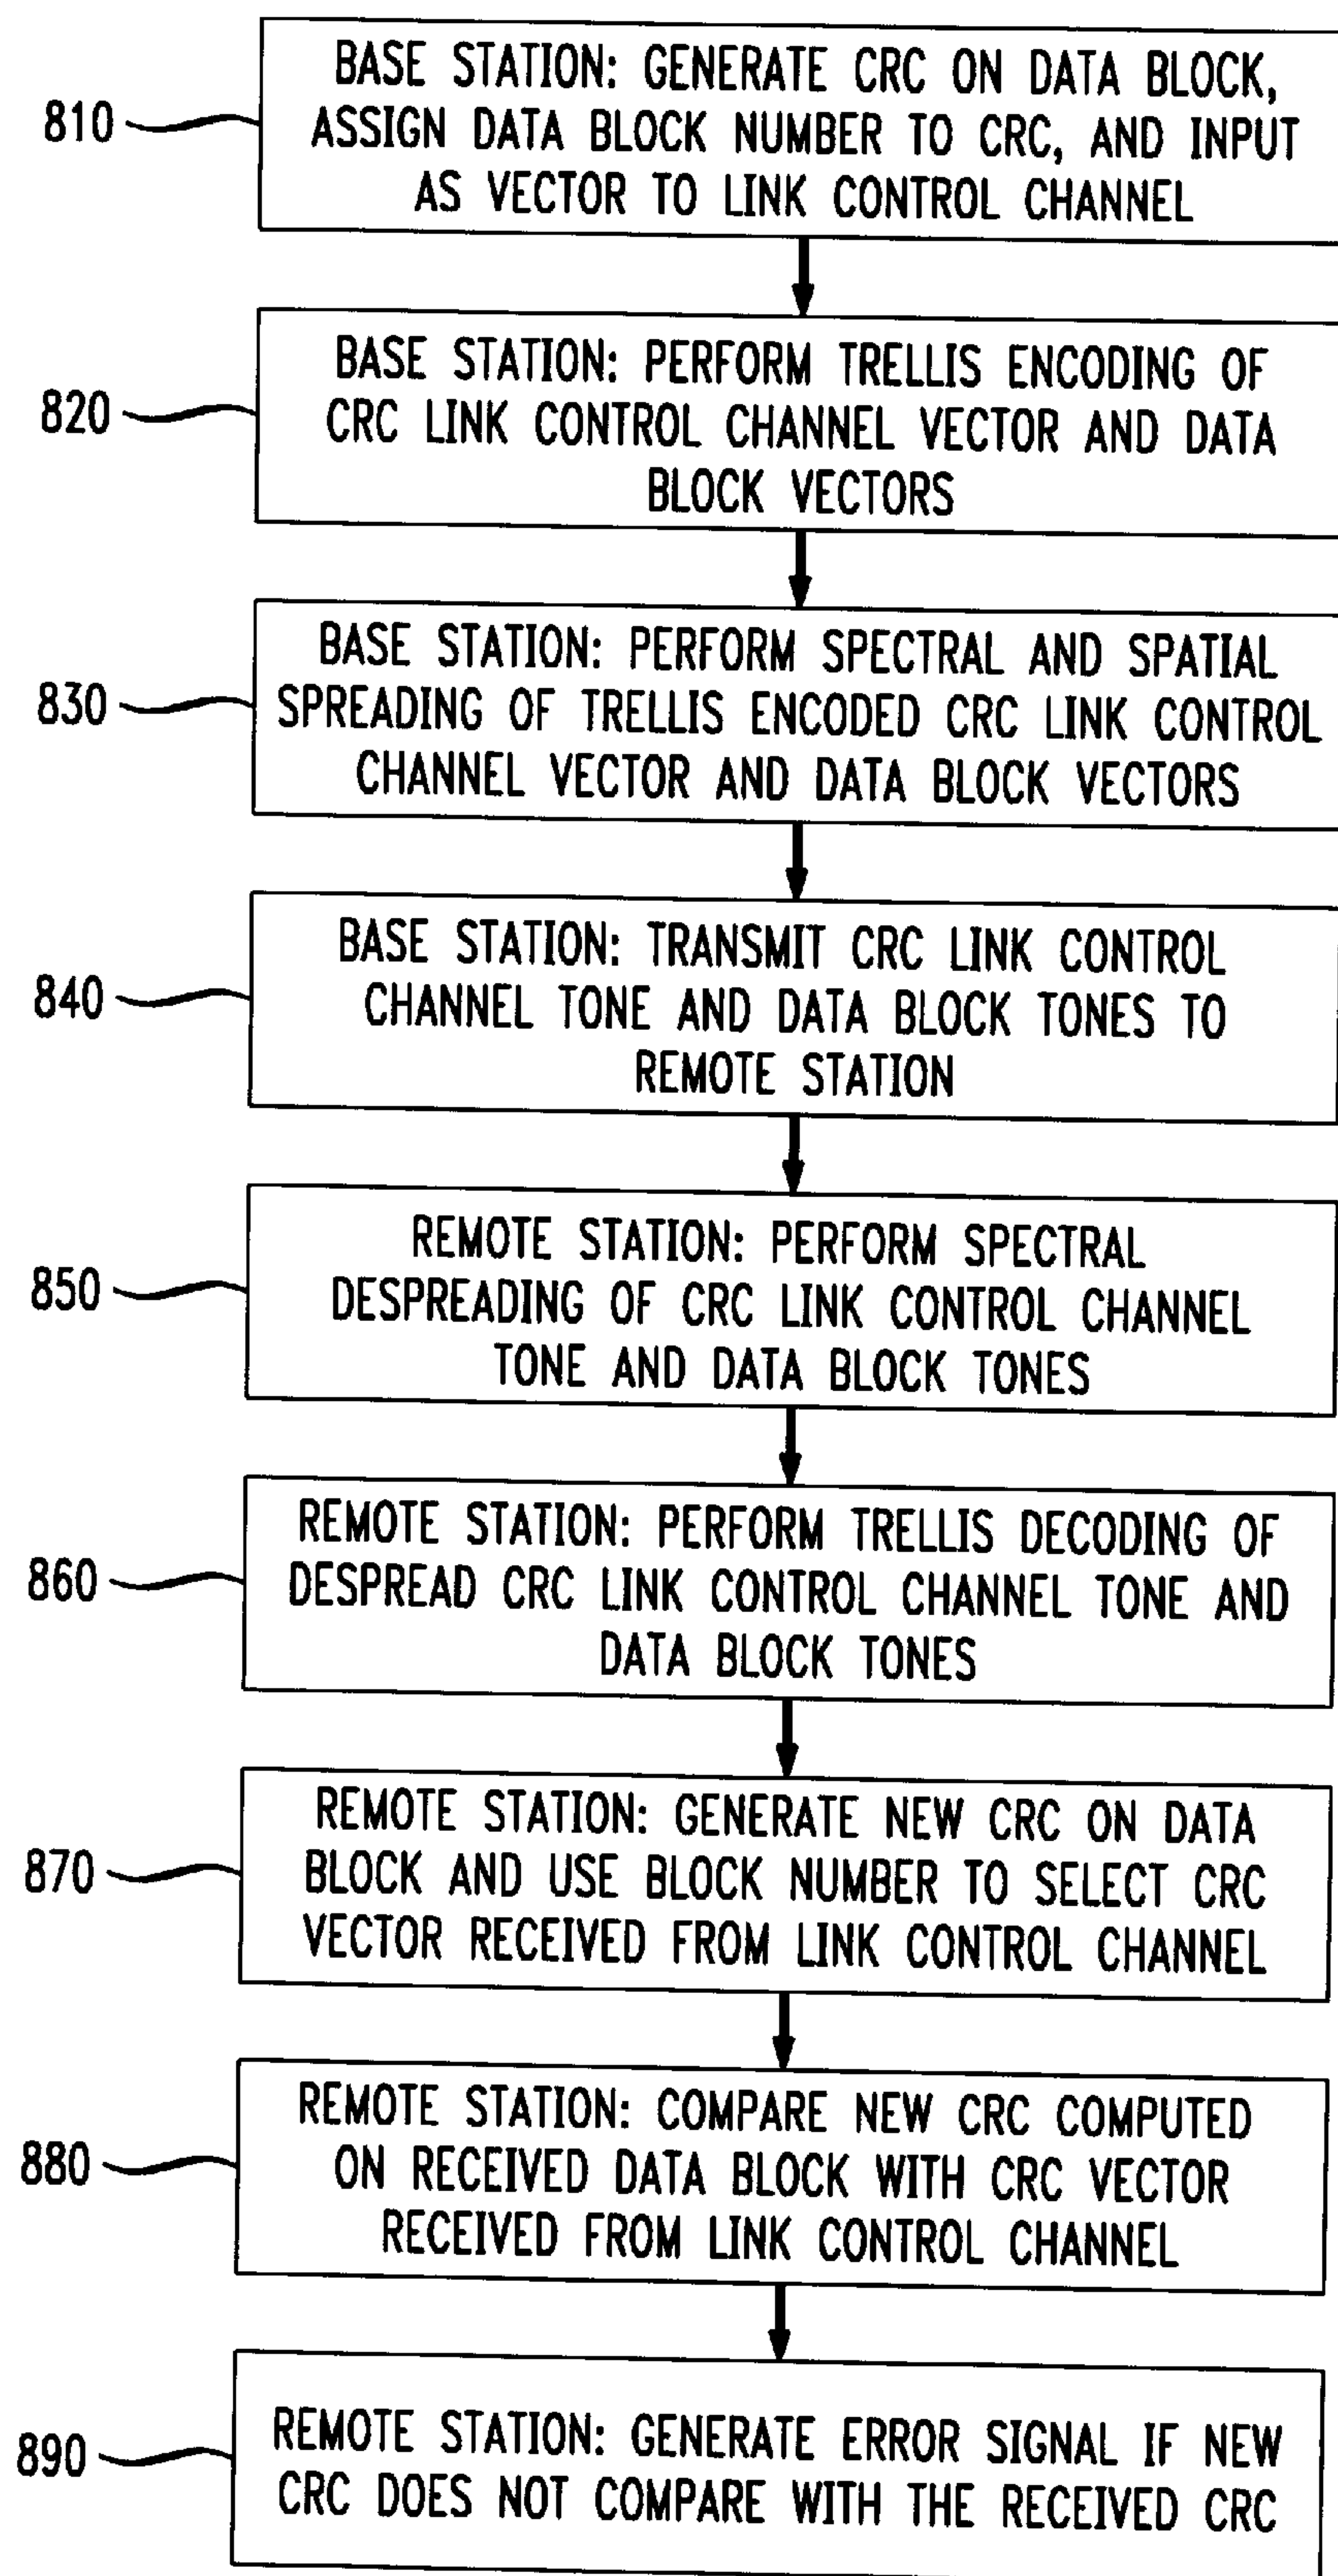 810
BASE STATION: GENERATE CRC ON DATA BLOCK,
ASSIGN DATA BLOCK NUMBER TO CRC, AND INPUT
AS VECTOR TO LINK CONTROL CHANNEL
820
BASE STATION: PERFORM TRELLIS ENCODING OF
CRC LINK CONTROL CHANNEL VECTOR AND DATA
BLOCK VECTORS
830
BASE STATION: PERFORM SPECTRAL AND SPATIAL
SPREADING OF TRELLIS ENCODED CRC LINK CONTROL
CHANNEL VECTOR AND DATA BLOCK VECTORS
840
BASE STATION: TRANSMIT CRC LINK CONTROL
CHANNEL TONE AND DATA BLOCK TONES TO
REMOTE STATION
850
REMOTE STATION: PERFORM SPECTRAL
DESPREADING OF CRC LINK CONTROL CHANNEL
TONE AND DATA BLOCK TONES
860
REMOTE STATION: PERFORM TRELLIS DECODING OF
DESPREAD CRC LINK CONTROL CHANNEL TONE AND
DATA BLOCK TONES
870
REMOTE STATION: GENERATE NEW CRC ON DATA
BLOCK AND USE BLOCK NUMBER TO SELECT CRC
VECTOR RECEIVED FROM LINK CONTROL CHANNEL
880
REMOTE STATION: COMPARE NEW CRC COMPUTED
ON RECEIVED DATA BLOCK WITH CRC VECTOR
RECEIVED FROM LINK CONTROL CHANNEL
890
REMOTE STATION: GENERATE ERROR SIGNAL IF NEW
CRC DOES NOT COMPARE WITH THE RECEIVED CRC